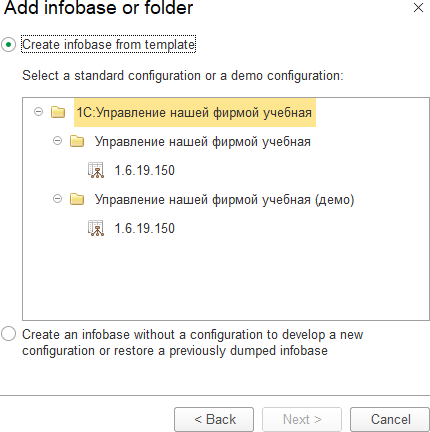 Add infobase or folder
Create infobase from template
Select a standard configuration or a demo configuration:
1С:Управление нашей фирмой учебная
Управление нашей фирмой учебная
1.6.19.150
Управление нашей фирмой учебная (демо)
1.6.19.150
Create an infobase without a configuration to develop a new
configuration or restore a previously dumped infobase
< Back
Next >
Cancel